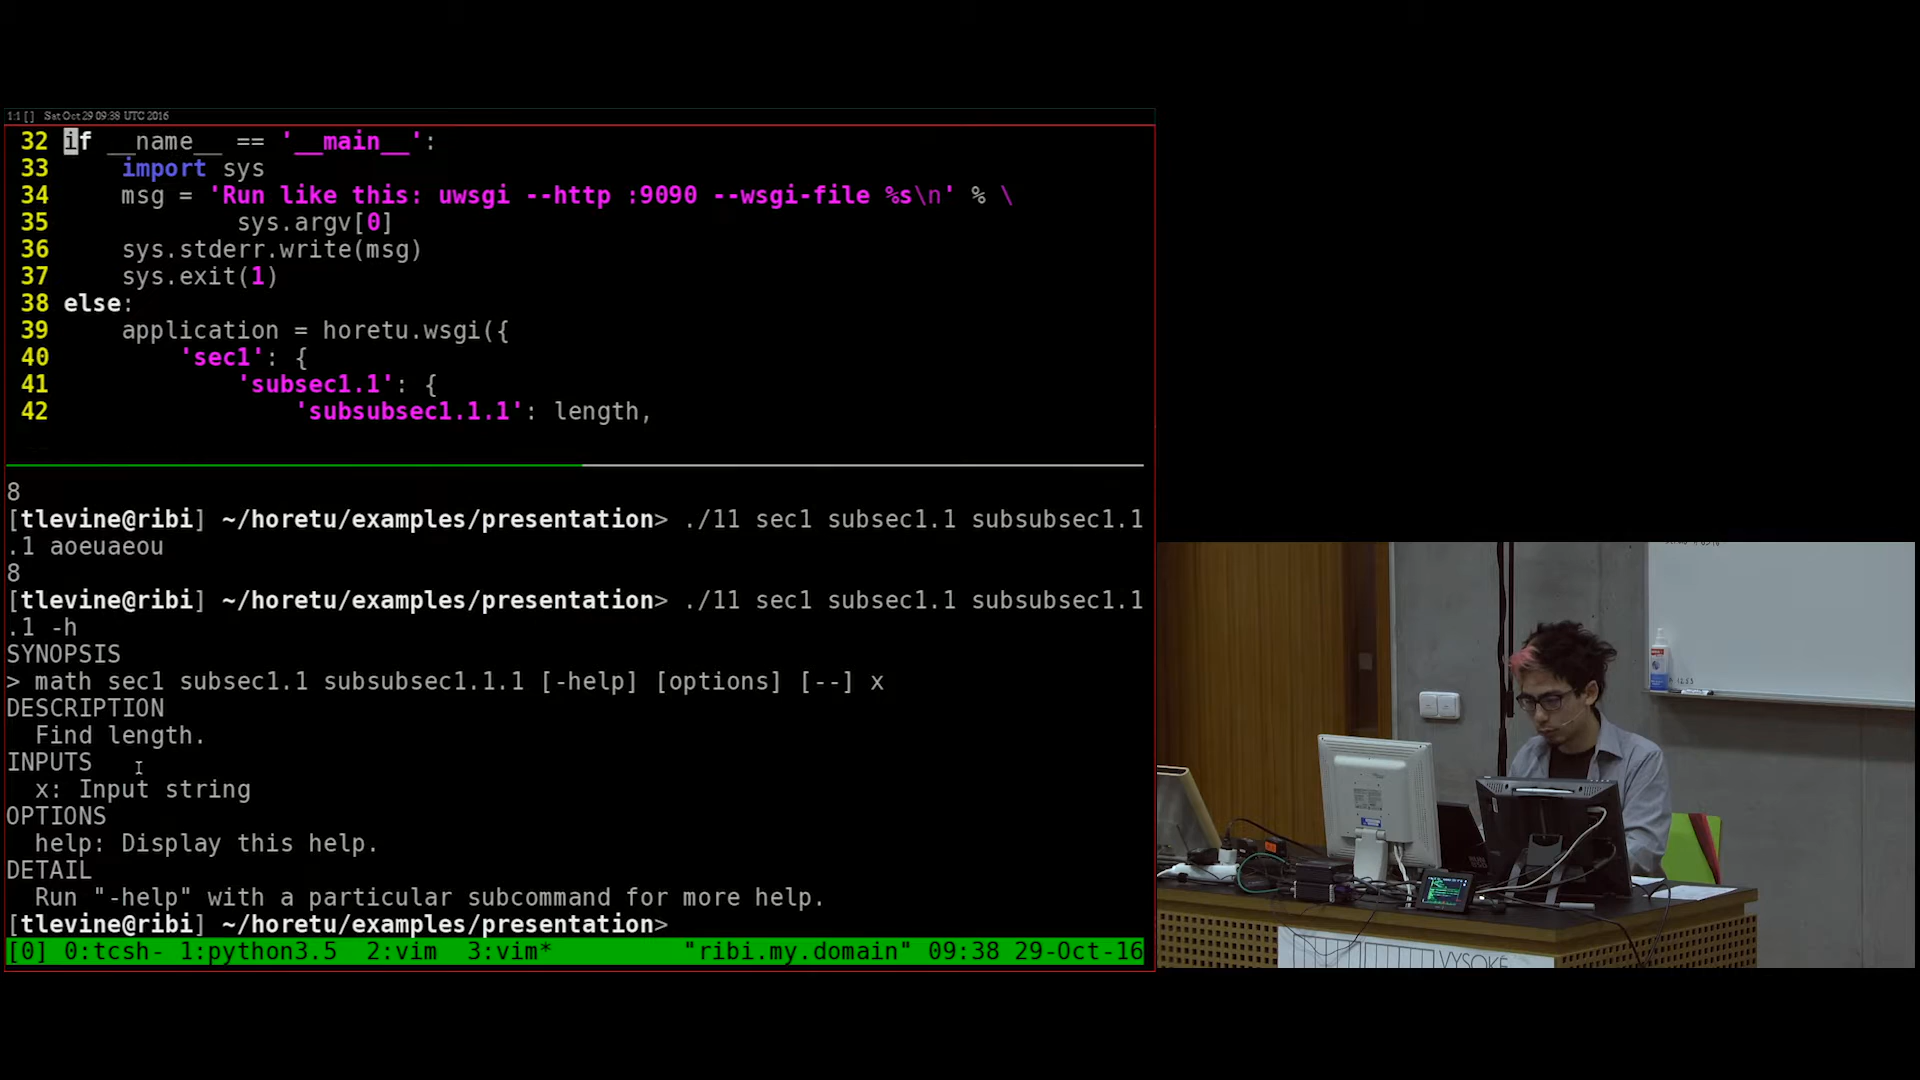 1:1 [ ] Sat Oct 29 09:38 UTC 2016
32 if __name__ == '__main__':
33 import sys
34 msg = 'Run like this: uwsgi --http :9090 --wsgi-file %s\n' % \
35 sys.argv[0]
36 sys.stderr.write(msg)
37 sys.exit(1)
38 else:
39 application = horetu.wsgi({
40 'sec1': {
41 'subsec1.1': {
42 'subsubsec1.1.1': length,
8
[tlevine@ribi] ~/horetu/examples/presentation> ./11 sec1 subsec1.1 subsubsec1.1
.1 aoeuaeou
8
[tlevine@ribi] ~/horetu/examples/presentation> ./11 sec1 subsec1.1 subsubsec1.1
.1 -h
SYNOPSIS
> math sec1 subsec1.1 subsubsec1.1.1 [-help] [options] [--] x
DESCRIPTION
Find length.
INPUTS
x: Input string
OPTIONS
help: Display this help.
DETAIL
Run "-help" with a particular subcommand for more help.
[tlevine@ribi] ~/horetu/examples/presentation>
[0] 0:tcsh- 1:python3.5 2:vim 3:vim* "ribi.my.domain" 09:38 29-Oct-16
VYSOKÉ